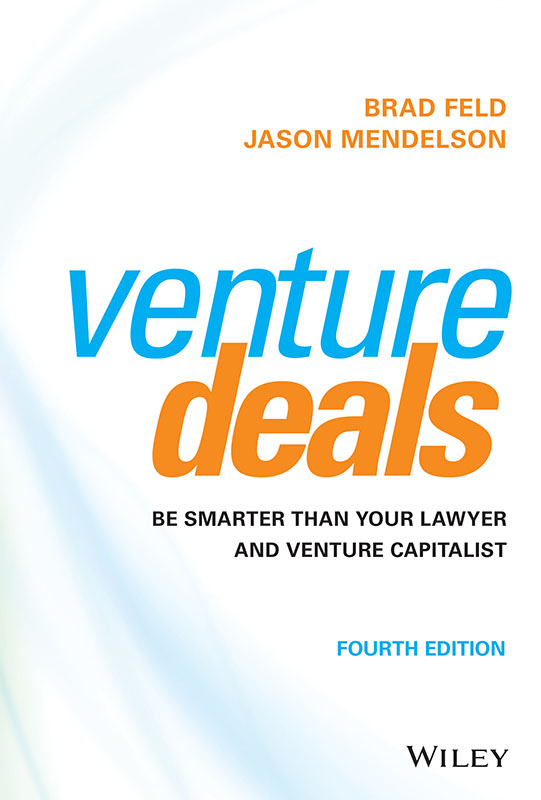 BRAD FELD
JASON MENDELSON
venture
deals
BE SMARTER THAN YOUR LAWYER
AND VENTURE CAPITALIST
FOURTH EDITION
WILEY